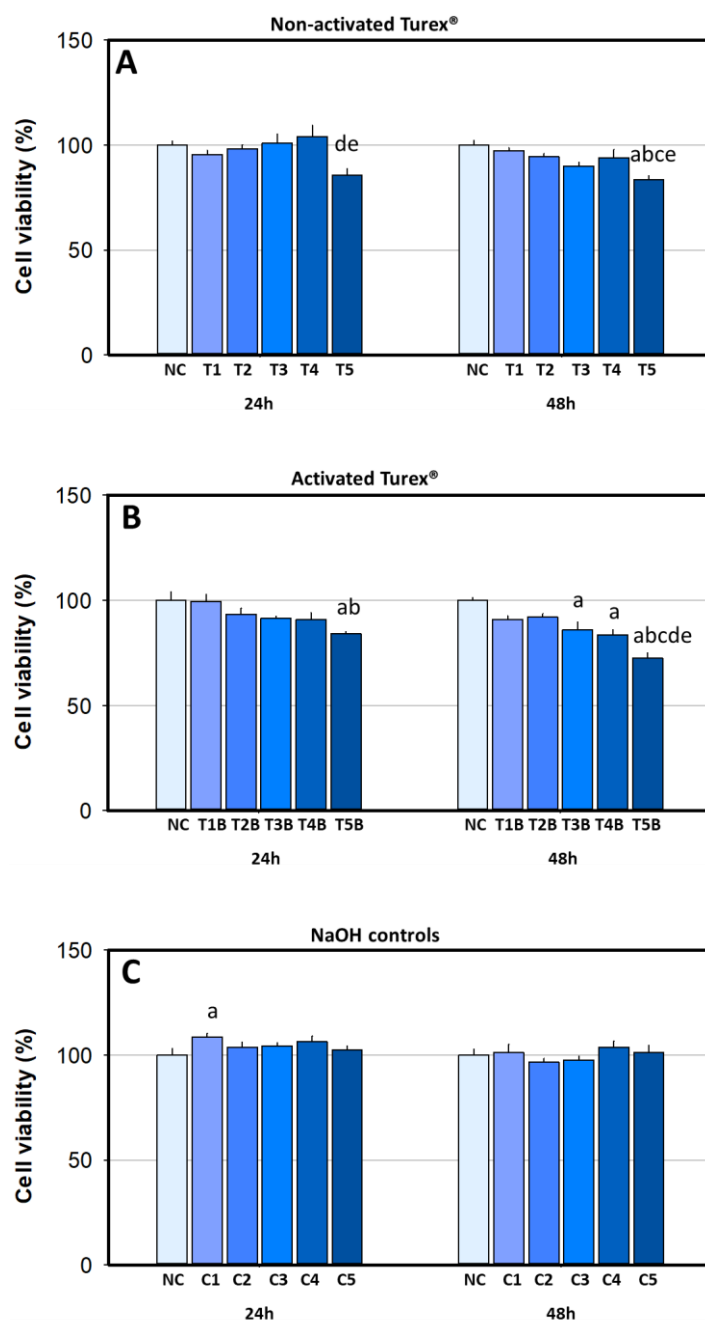 Non-activated Turex®
A
Cell viability (%)
150
100
50
0
de
abce
NC T1 T2 T3 T4 T5 NC T1 T2 T3 T4 T5
24h 48h
Activated Turex®
B
Cell viability (%)
150
100
50
0
ab
a a
abcde
NC T1B T2B T3B T4B T5B NC T1B T2B T3B T4B T5B
24h 48h
NaOH controls
C
Cell viability (%)
150
100
50
0
a
NC C1 C2 C3 C4 C5 NC C1 C2 C3 C4 C5
24h 48h